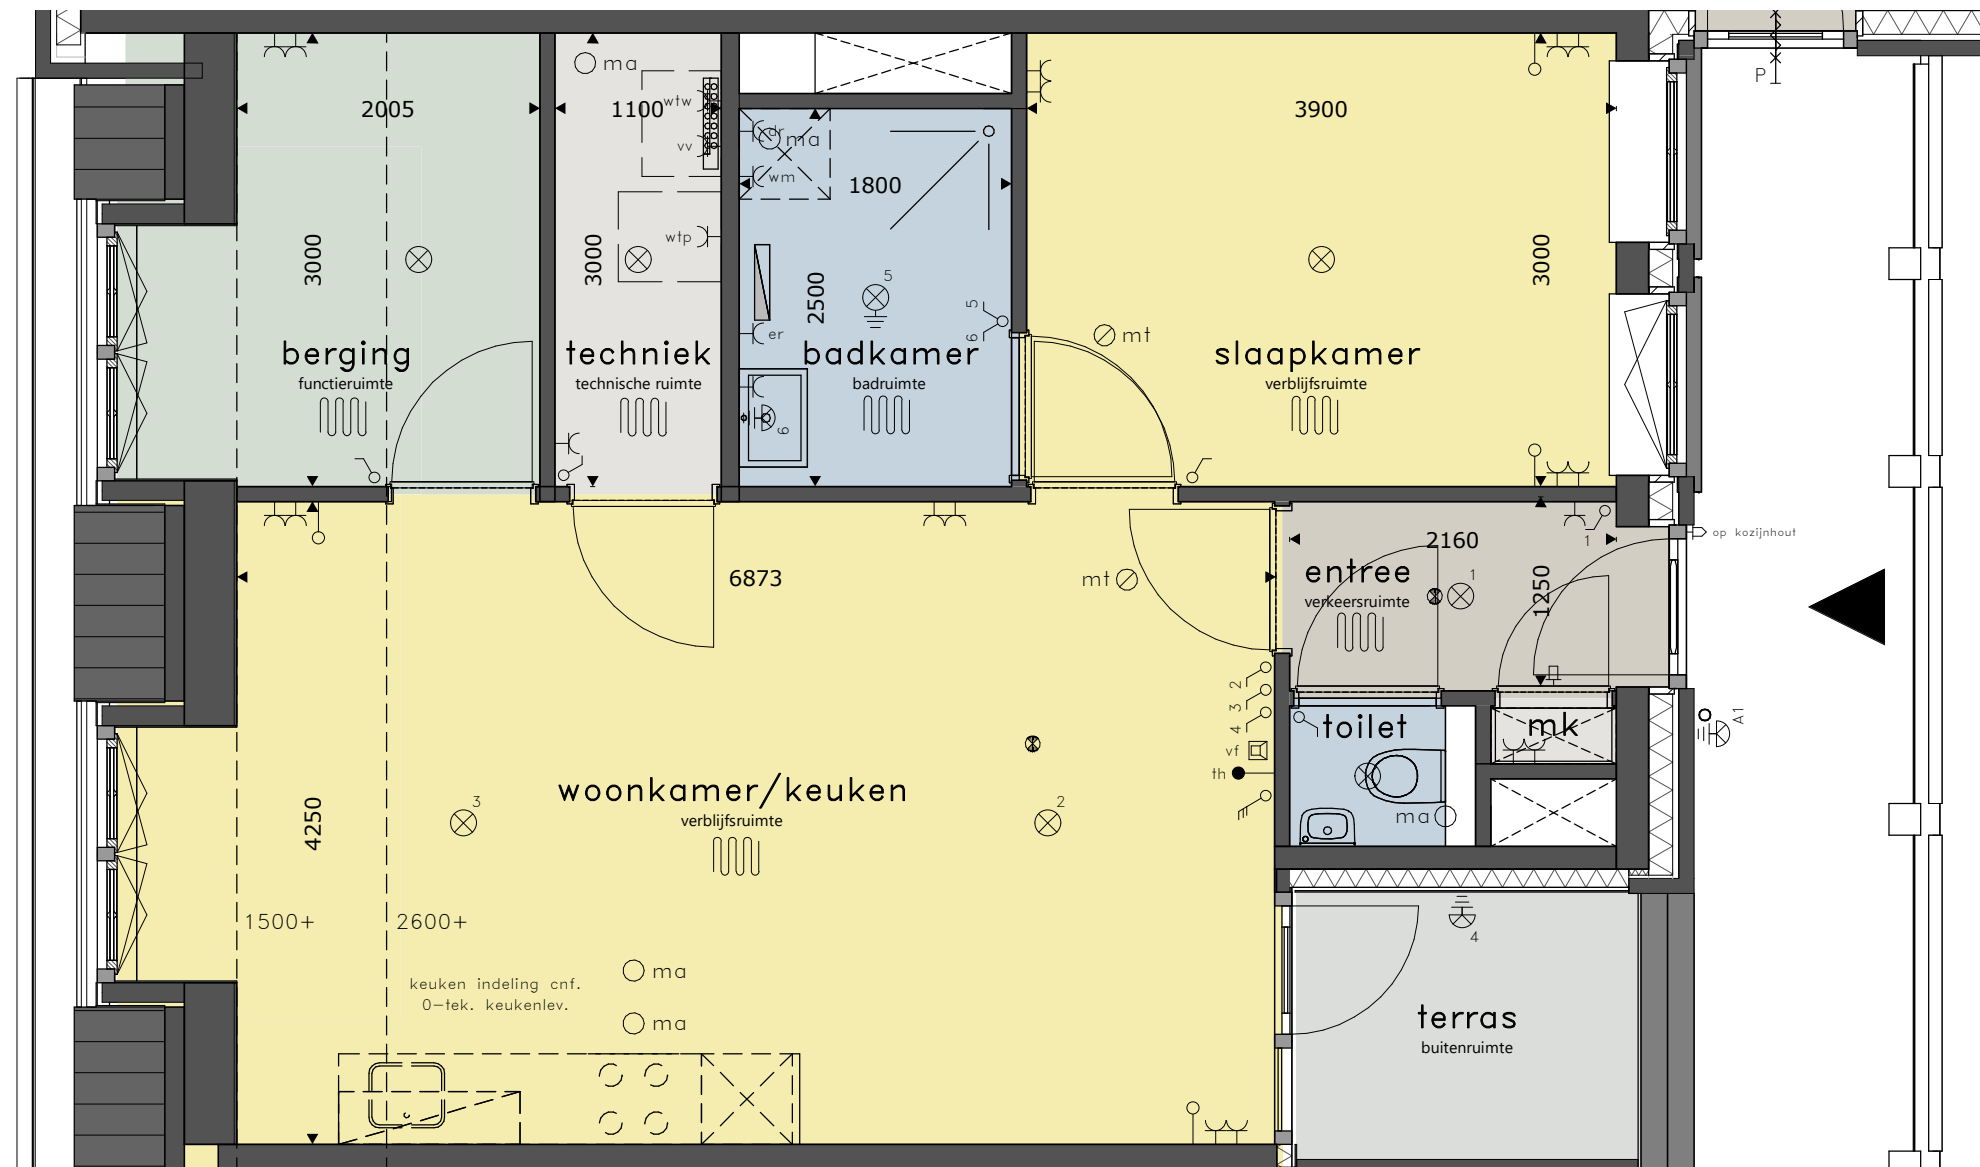 P
ma
2005
1100
wtw
3900
vv
dr
ma
wm
1800
wtp
3000
3000
2500
3000
5
5
6
er
mt
berging
functieruimte
techniek
technische ruimte
badkamer
badruimte
slaapkamer
verblijfsruimte
6
op kozijnhout
1
2160
6873
mt
entree
verkeersruimte
1
1250
2
3
4
vf
th
toilet
mk
A1
woonkamer/keuken
verblijfsruimte
3
2
4250
ma
1500+
2600+
4
keuken indeling cnf.
0-tek. keukenlev.
ma
ma
terras
buitenruimte